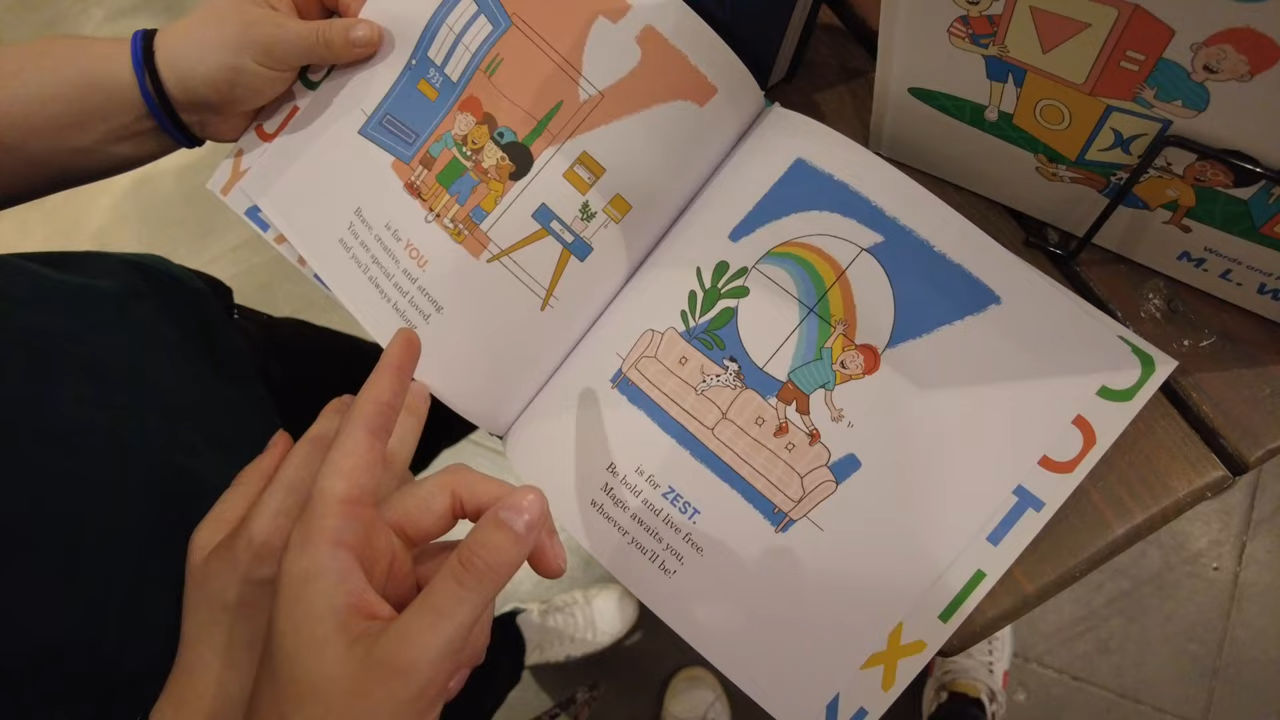 Y
931
is for YOU.
Brave, creative, and strong.
You are special and loved,
and you'll always belong
Z
is for ZEST.
Be bold and live free.
Magic awaits you,
whoever you'll be!
J
Y
T
I
X
Words and
M. L. W